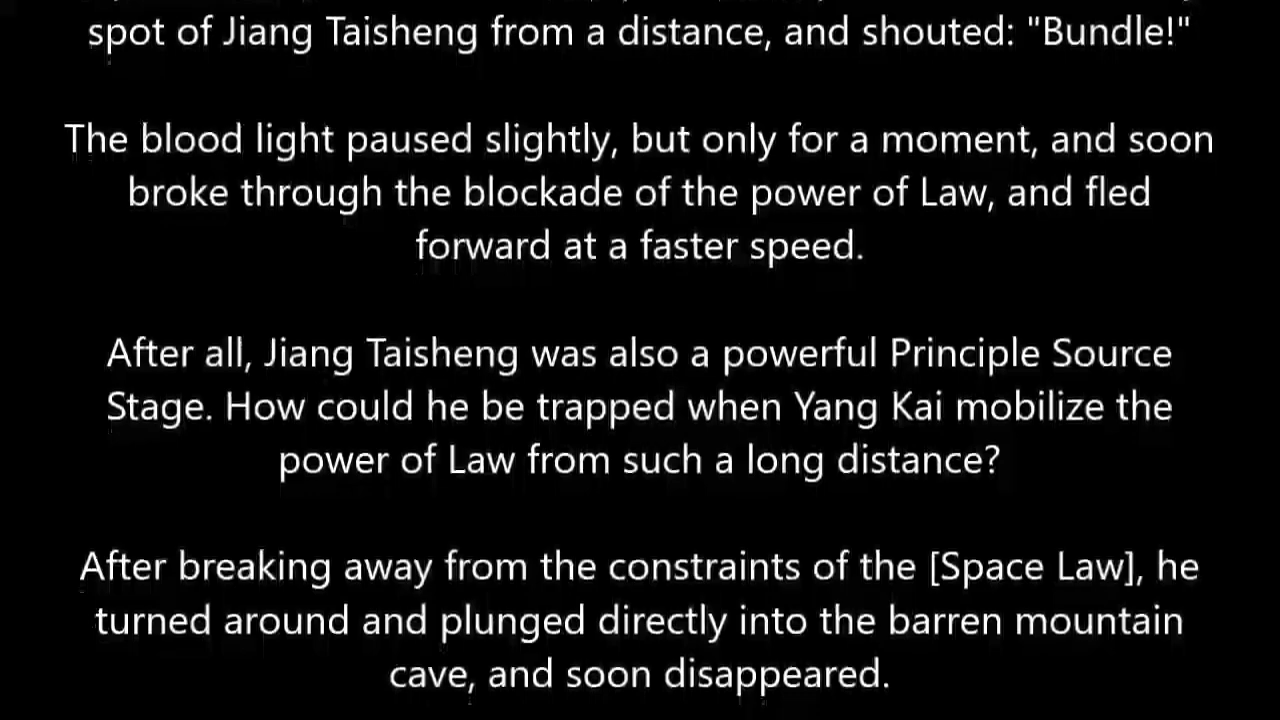 spot of Jiang Taisheng from a distance, and shouted: "Bundle!"
The blood light paused slightly, but only for a moment, and soon
broke through the blockade of the power of Law, and fled
forward at a faster speed.
After all, Jiang Taisheng was also a powerful Principle Source
Stage. How could he be trapped when Yang Kai mobilize the
power of Law from such a long distance?
After breaking away from the constraints of the [Space Law], he
turned around and plunged directly into the barren mountain
cave, and soon disappeared.